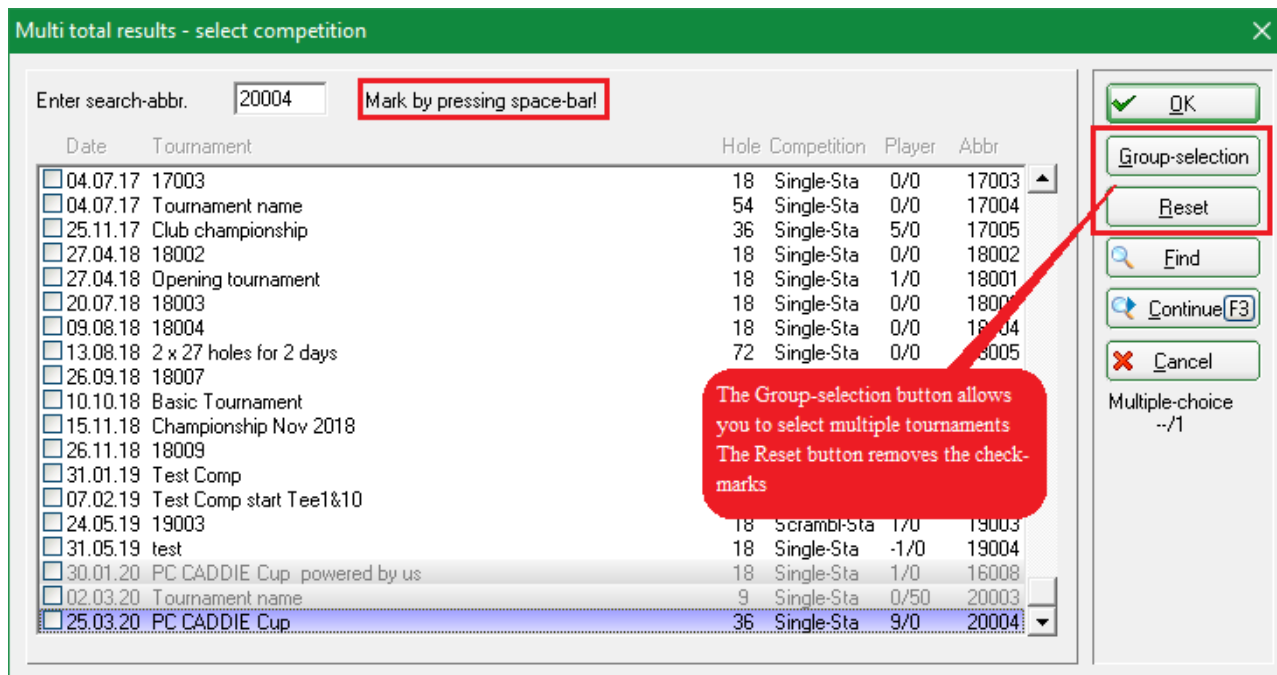 Multi total results - select competition
Enter search-abbr. 20004 Mark by pressing space-bar!
Date Tournament Hole Competition Player Abbr
04.07.17 17003 18 Single-Sta 0/0 17003
04.07.17 Tournament name 54 Single-Sta 0/0 17004
25.11.17 Club championship 36 Single-Sta 5/0 17005
27.04.18 18002 18 Single-Sta 0/0 18002
27.04.18 Opening tournament 18 Single-Sta 1/0 18001
20.07.18 18003 18 Single-Sta 0/0
09.08.18 18004 18 Single-Sta 0/0
13.08.18 2 x 27 holes for 2 days 72 Single-Sta 0/0
26.09.18 18007
10.10.18 Basic Tournament
15.11.18 Championship Nov 2018
26.11.18 18009
31.01.19 Test Comp
07.02.19 Test Comp start Tee1&10
24.05.19 19003 18 Scrambl-Sta 1/0 19003
31.05.19 test 18 Single-Sta -1/0 19004
30.01.20 PC CADDIE Cup powered by us 18 Single-Sta 1/0 16008
02.03.20 Tournament name 9 Single-Sta 0/50 20003
25.03.20 PC CADDIE Cup 36 Single-Sta 9/0 20004
The Group-selection button allows
you to select multiple tournaments
The Reset button removes the check-
marks
OK
Group-selection
Reset
Find
Continue F3
Cancel
Multiple-choice
--/1